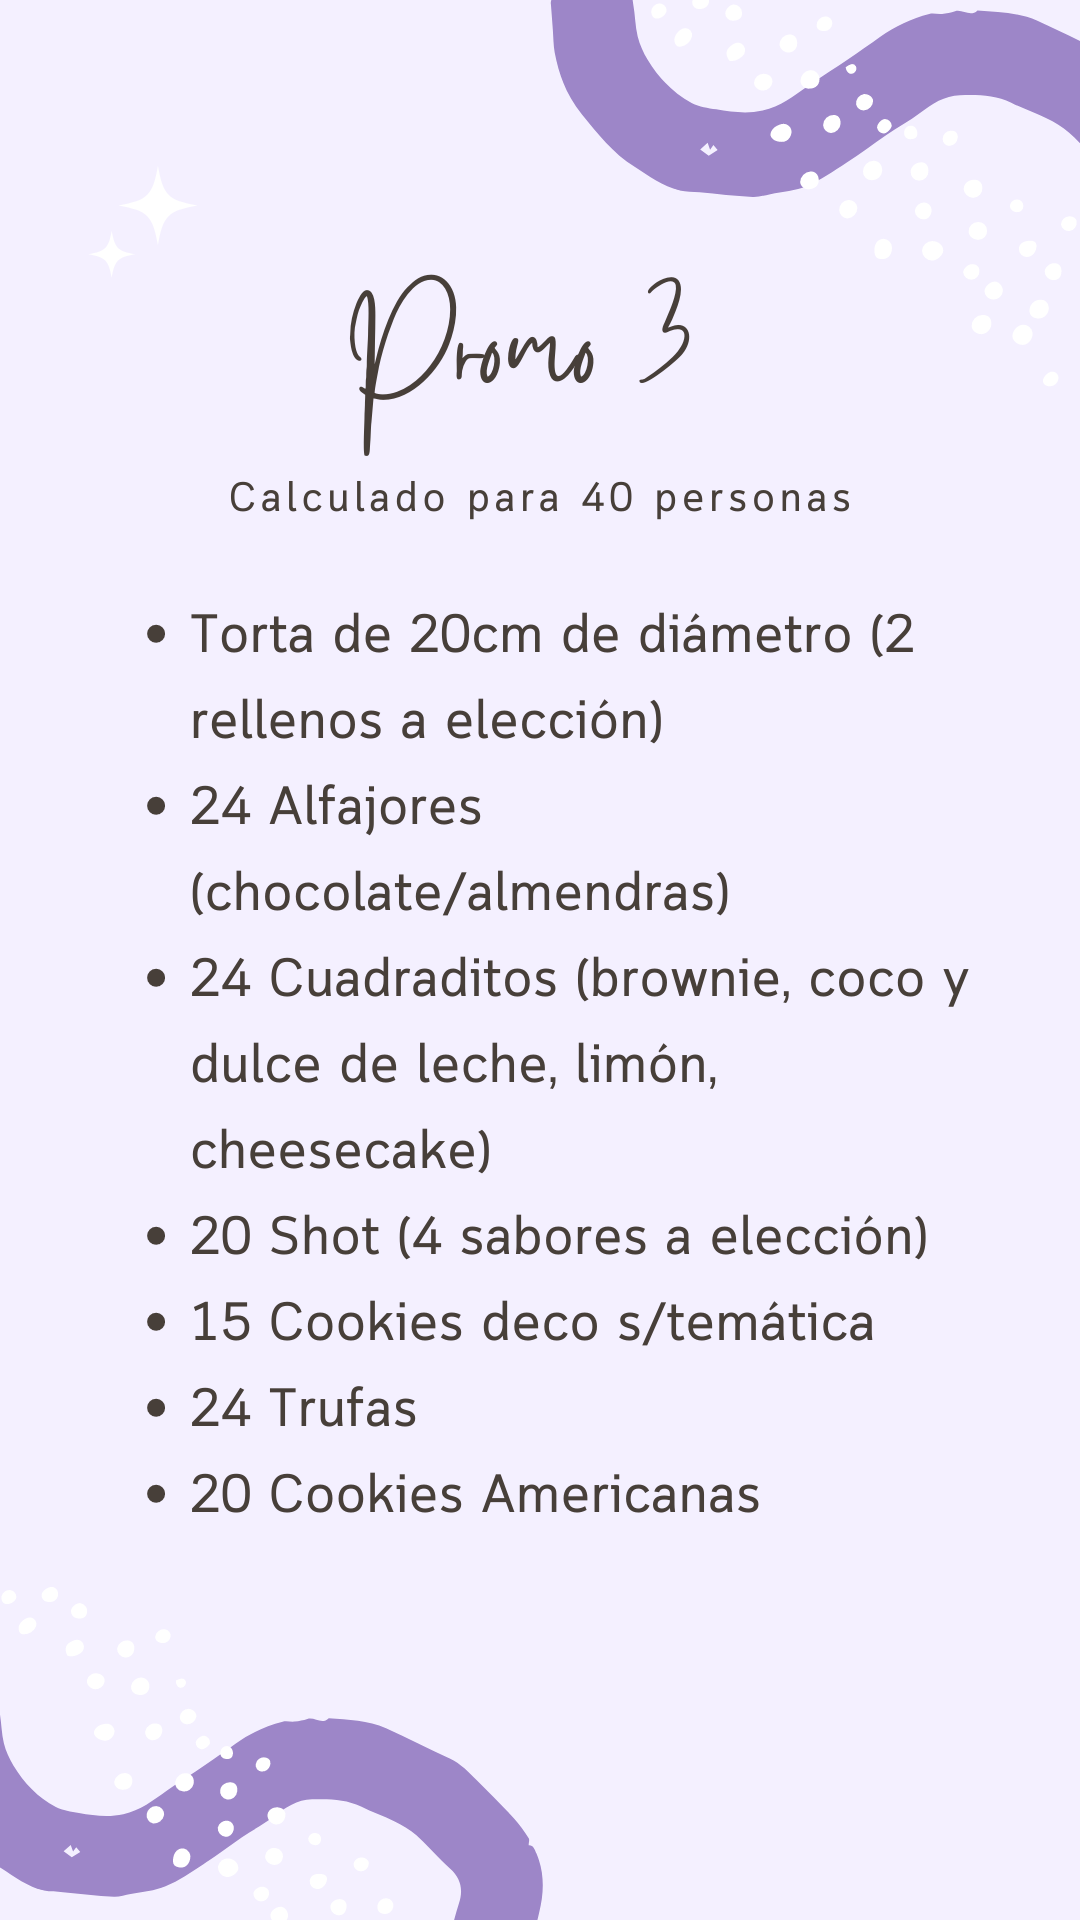 Promo 3
Calculado para 40 personas
• Torta de 20cm de diámetro (2
rellenos a elección)
• 24 Alfajores
(chocolate/almendras)
• 24 Cuadraditos (brownie, coco y
dulce de leche, limón,
cheesecake)
• 20 Shot (4 sabores a elección)
• 15 Cookies deco s/temática
• 24 Trufas
• 20 Cookies Americanas